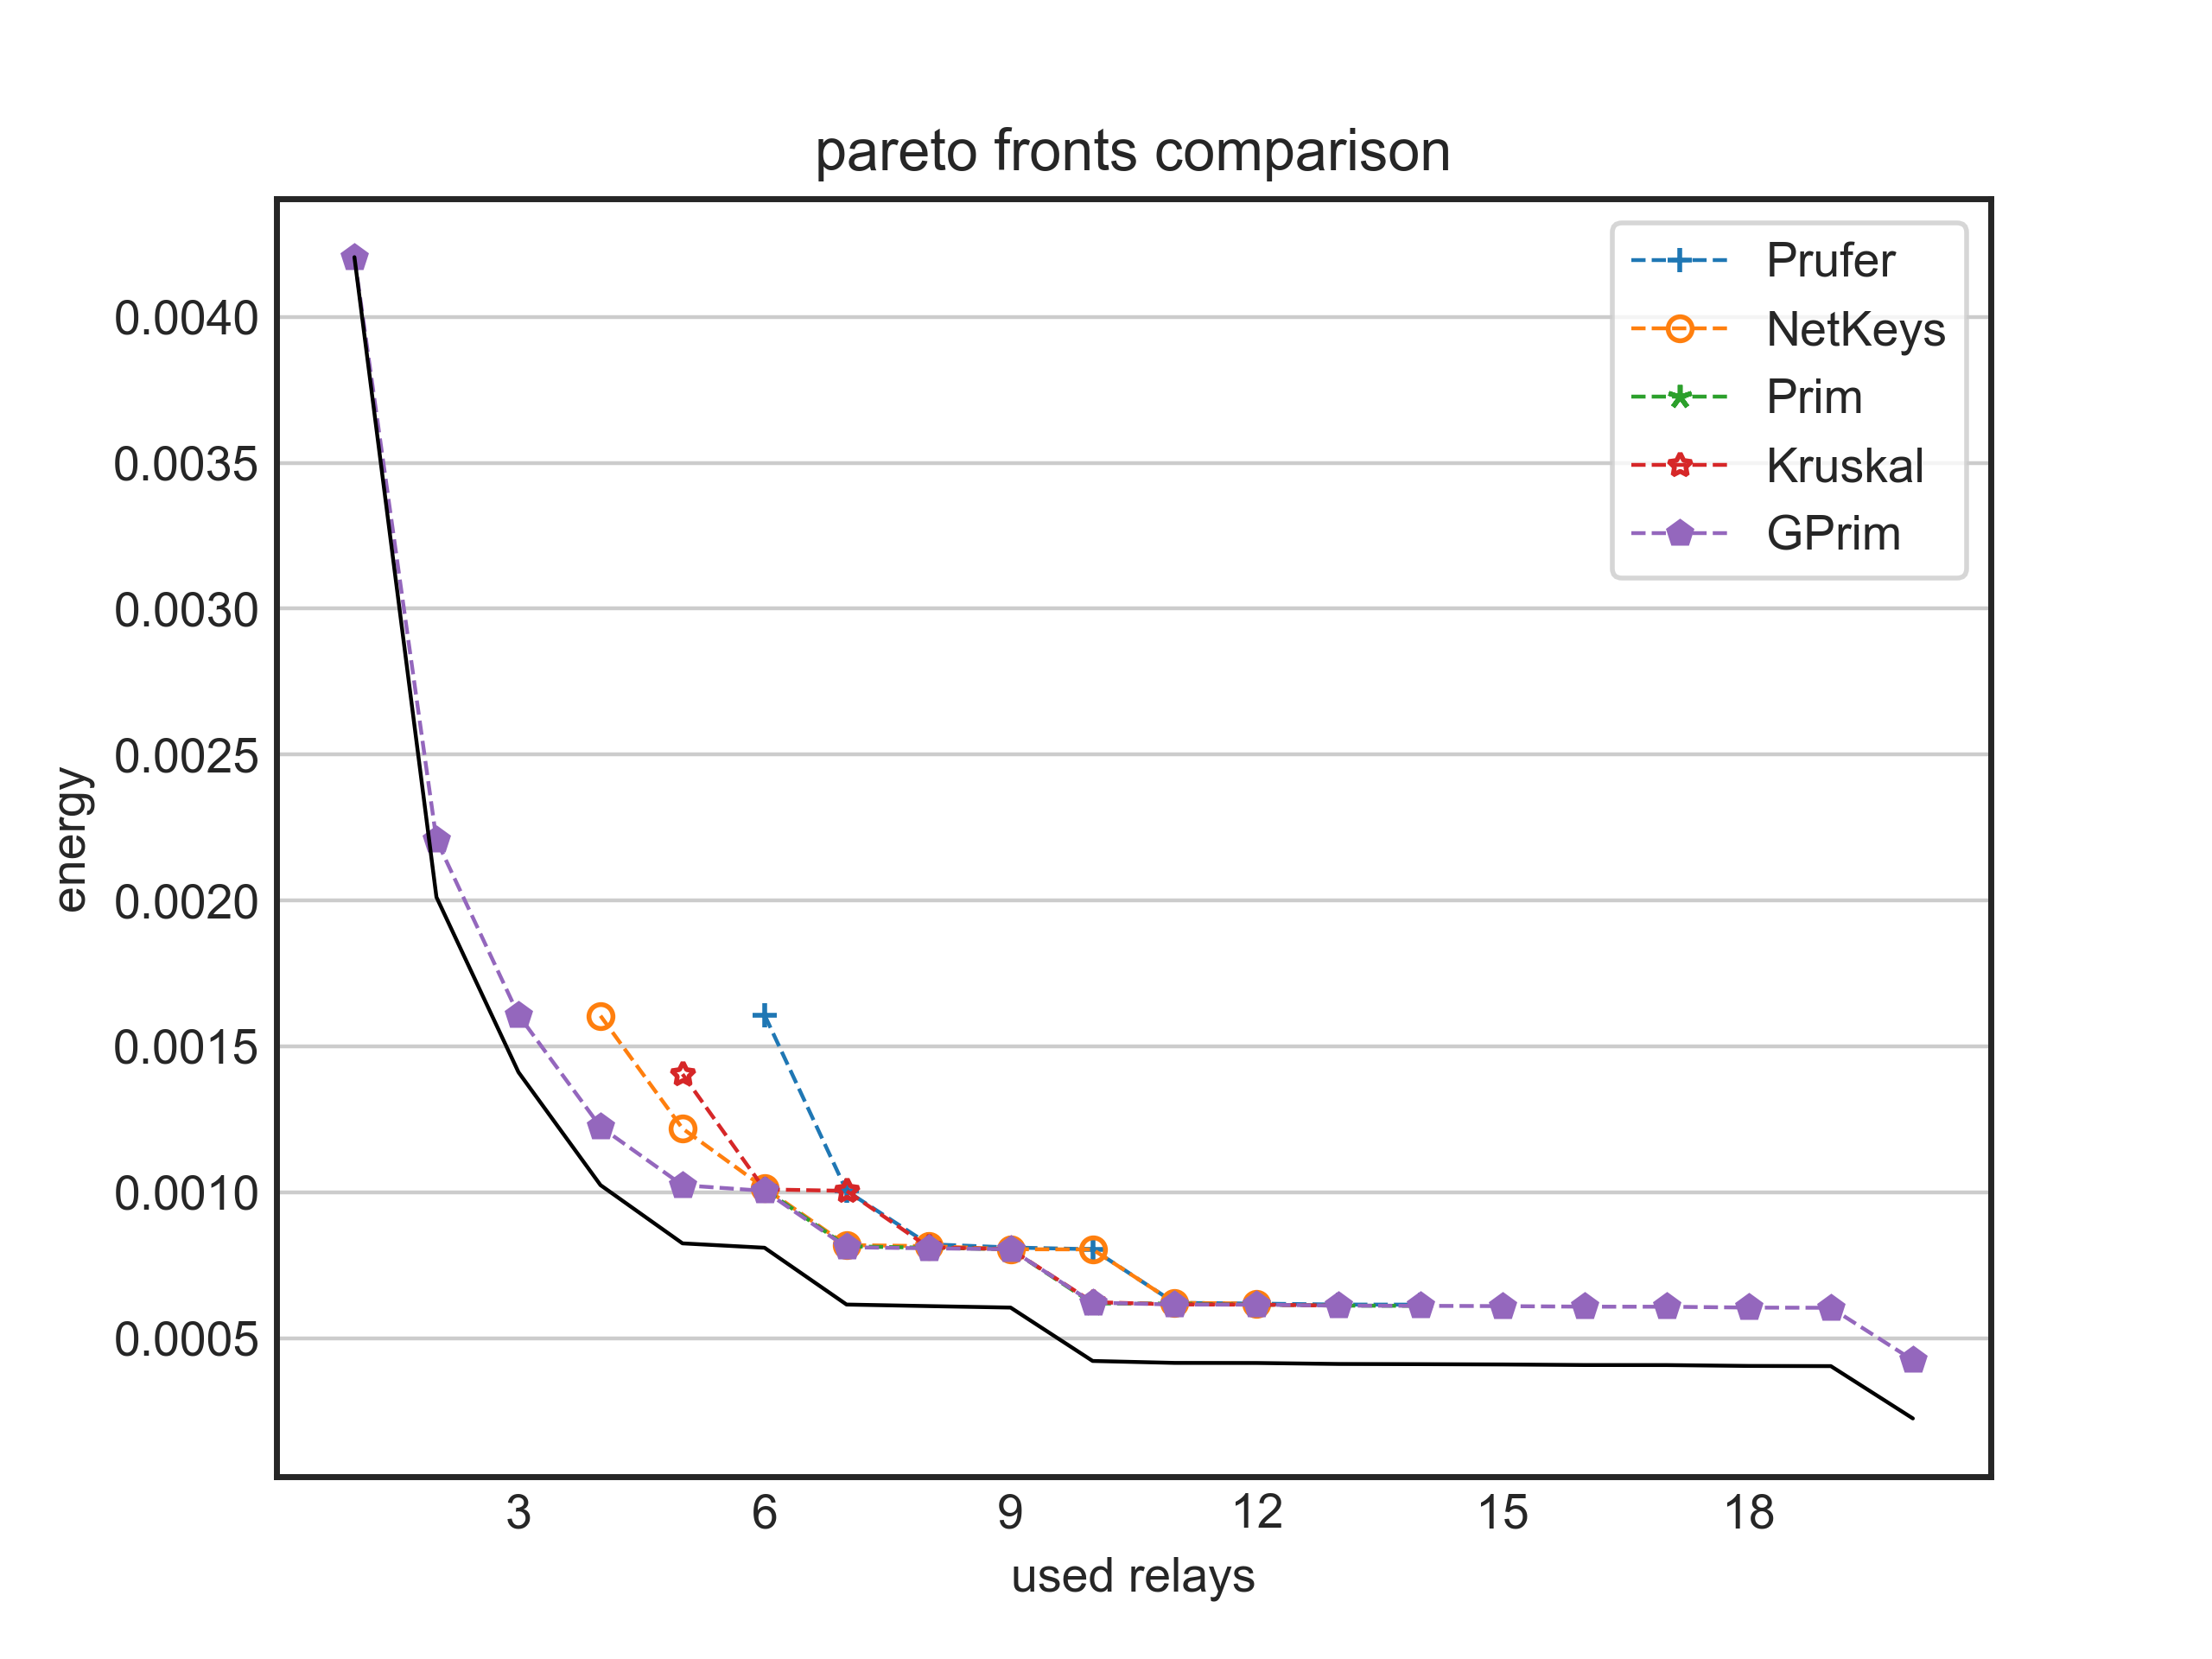 pareto fronts comparison
Prufer
NetKeys
Prim
Kruskal
GPrim
0.0040
0.0035
0.0030
0.0025
0.0020
0.0015
0.0010
0.0005
energy
3 6 9 12 15 18
used relays